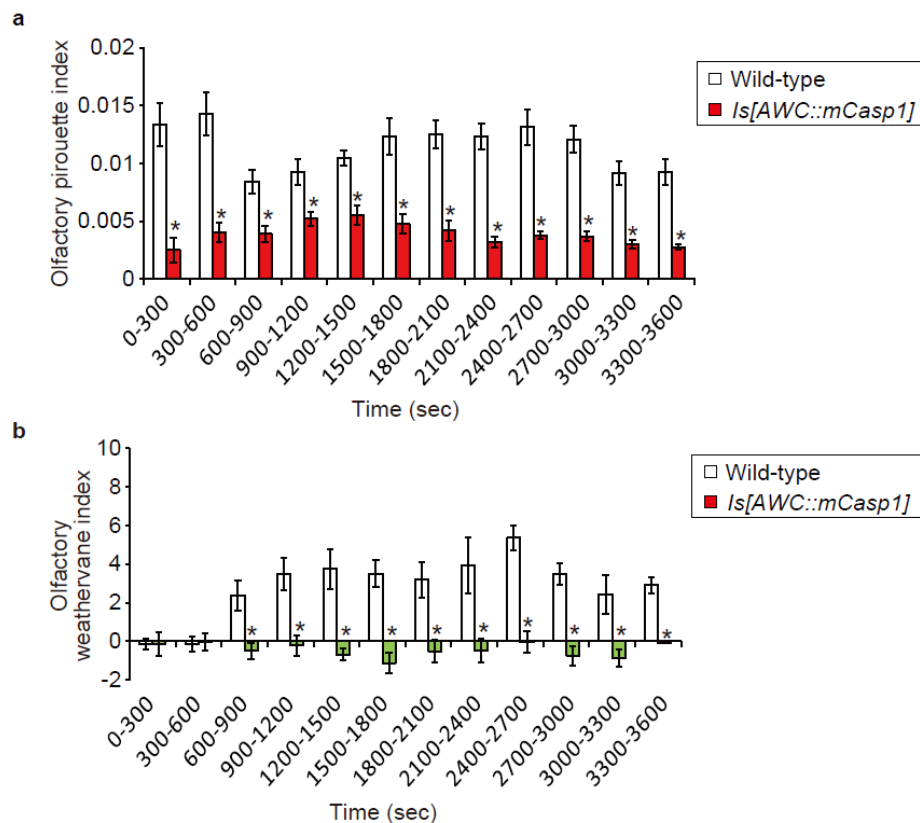 a
Olfactory pirouette index
0.02
0.015
0.01
0.005
0
* * * * * * * * * * * *
0-300
300-600
600-900
900-1200
1200-1500
1500-1800
1800-2100
2100-2400
2400-2700
2700-3000
3000-3300
3300-3600
Time (sec)
Wild-type
Is[AWC::mCasp1]
b
Olfactory
weathervane index
10
8
6
4
2
0
-2
* * * * * * * * * *
0-300
300-600
600-900
900-1200
1200-1500
1500-1800
1800-2100
2100-2400
2400-2700
2700-3000
3000-3300
3300-3600
Time (sec)
Wild-type
Is[AWC::mCasp1]